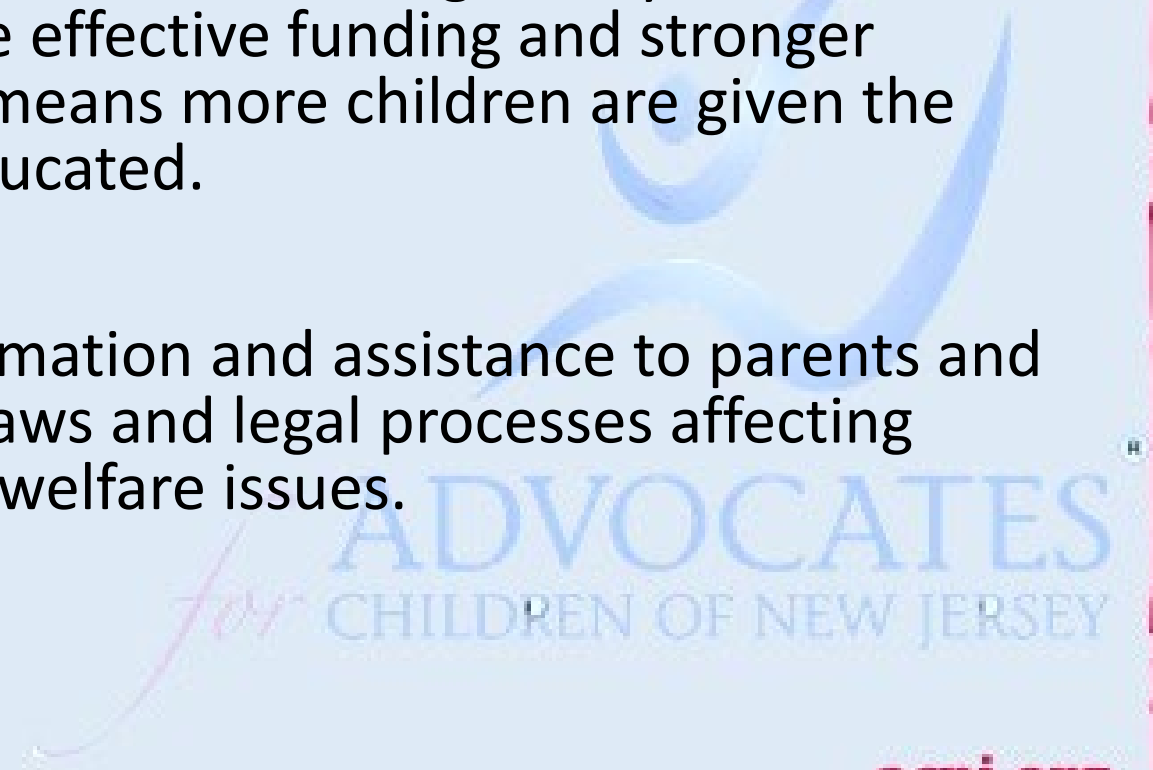 e effective funding and stronger
means more children are given the
ucated.
mation and assistance to parents and
aws and legal processes affecting
welfare issues.
ADVOCATES
for CHILDREN OF NEW JERSEY